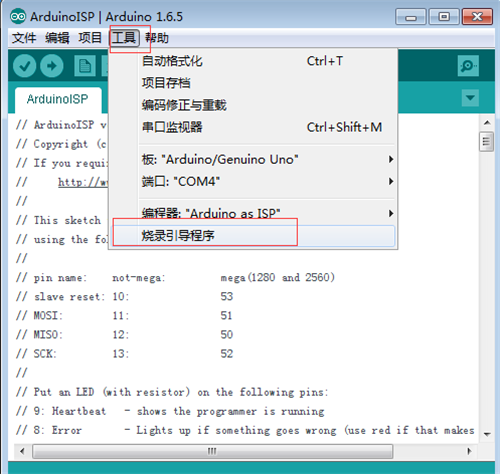 ArduinoISP | Arduino 1.6.5
文件 编辑 项目 工具 帮助
自动格式化 Ctrl+T
项目存档
编码修正与重载
串口监视器 Ctrl+Shift+M
板: "Arduino/Genuino Uno"
端口: "COM4"
编程器: "Arduino as ISP"
烧录引导程序
ArduinoISP
// ArduinoISP v
// Copyright (c
// If you requi
// http://w
//
// This sketch
// using the fo
//
// pin name: not-mega: mega(1280 and 2560)
// slave reset: 10: 53
// MOSI: 11: 51
// MISO: 12: 50
// SCK: 13: 52
//
// Put an LED (with resistor) on the following pins:
// 9: Heartbeat - shows the programmer is running
// 8: Error - Lights up if something goes wrong (use red if that makes